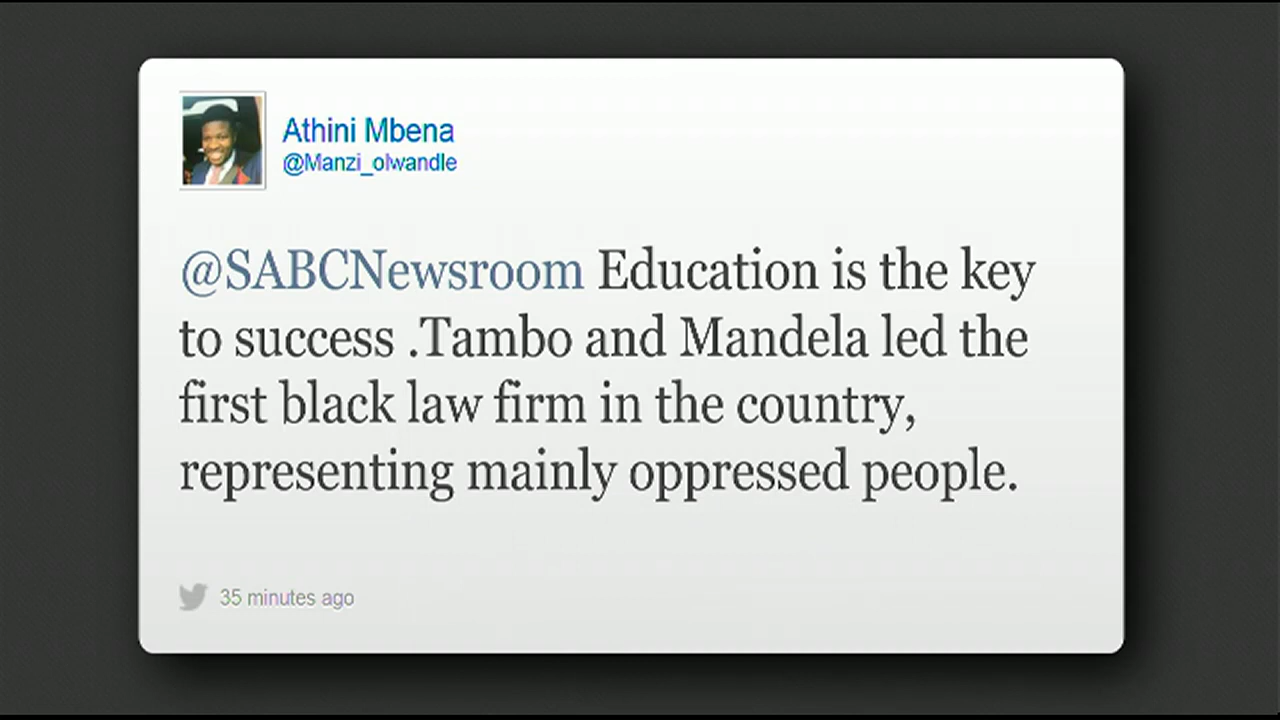 Athini Mbena
@Manzi_olwandle
@SABCNewsroom Education is the key
to success .Tambo and Mandela led the
first black law firm in the country,
representing mainly oppressed people.
35 minutes ago